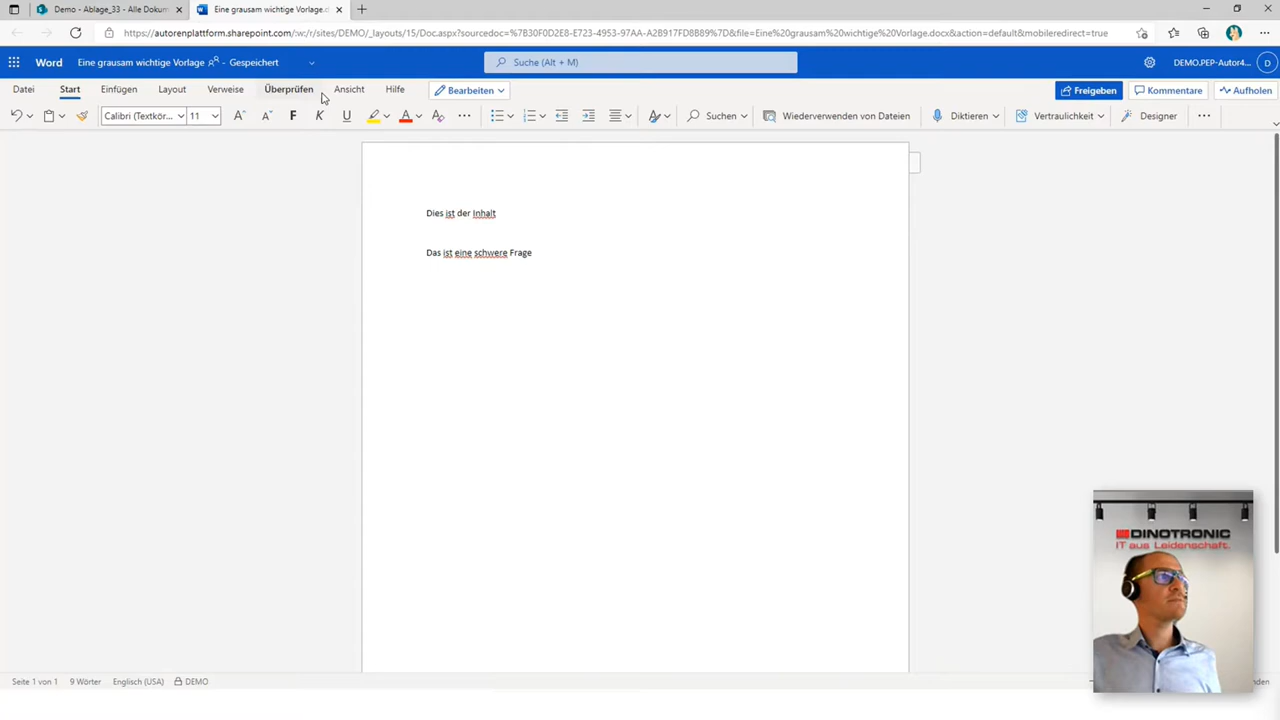 Demo - Ablage_33 - Alle Dokum
Eine grausam wichtige Vorlage.d
https://autorenplattform.sharepoint.com/:w:/r/sites/DEMO/_layouts/15/Doc.aspx?sourcedoc=%7B30F0D2E8-E723-4953-97AA-A2B917FD8B89%7D&file=Eine%20grausam%20wichtige%20Vorlage.docx&action=default&mobileredirect=true
Word Eine grausam wichtige Vorlage - Gespeichert Suche (Alt + M) DEMO.PEP-Autor4... D
Datei Start Einfügen Layout Verweise Überprüfen Ansicht Hilfe Bearbeiten Freigeben Kommentare Aufholen
Calibri (Textkör... 11 F K U A Suchen Wiederverwenden von Dateien Diktieren Vertraulichkeit Designer ...
Dies ist der Inhalt
Das ist eine schwere Frage
DINOTRONIC
IT aus Leidenschaft.
Seite 1 von 1 9 Wörter Englisch (USA) DEMO